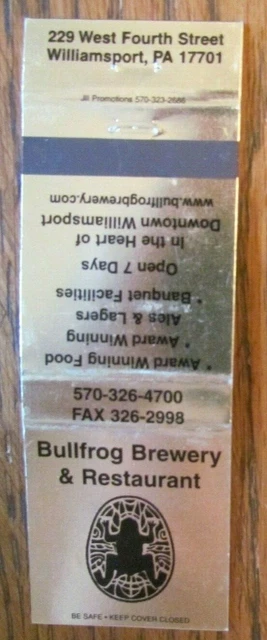 229 West Fourth Street
Williamsport, PA 17701
Jil Promotions 570-323-2686
* Award Winning Food
* Award Winning
Ales & Lagers
* Banquet Facilities
Open 7 Days
In the Heart of
Downtown Williamsport
www.bullfrogbrewery.com
570-326-4700
FAX 326-2998
Bullfrog Brewery
& Restaurant
BE SAFE • KEEP COVER CLOSED